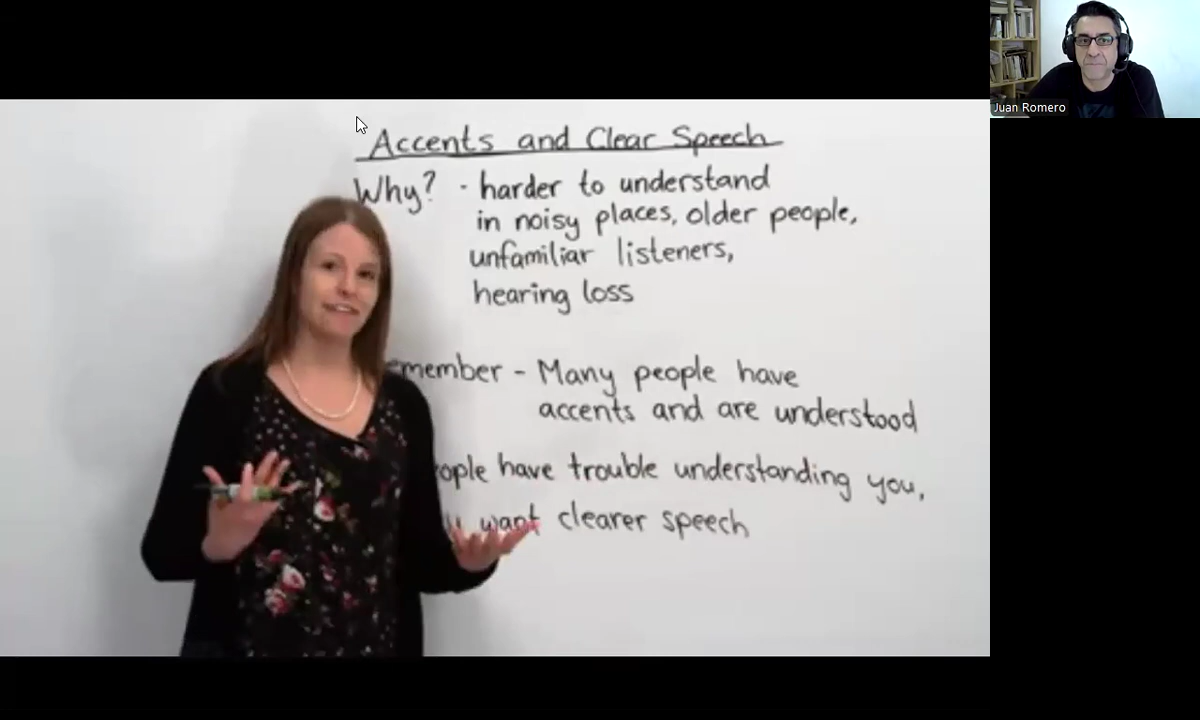 Juan Romero
Accents and Clear Speech
Why? - harder to understand
in noisy places, older people,
unfamiliar listeners,
hearing loss
member - Many people have
accents and are understood
ople have trouble understanding you,
want clearer speech